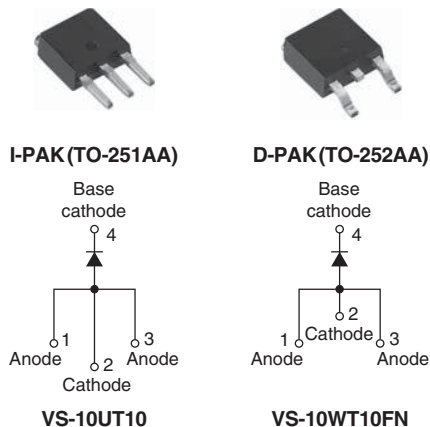 I-PAK (TO-251AA)
D-PAK (TO-252AA)
Base
cathode
4
1
Anode
2
Cathode
3
Anode
Base
cathode
4
1
Anode
2
Cathode
3
Anode
VS-10UT10
VS-10WT10FN